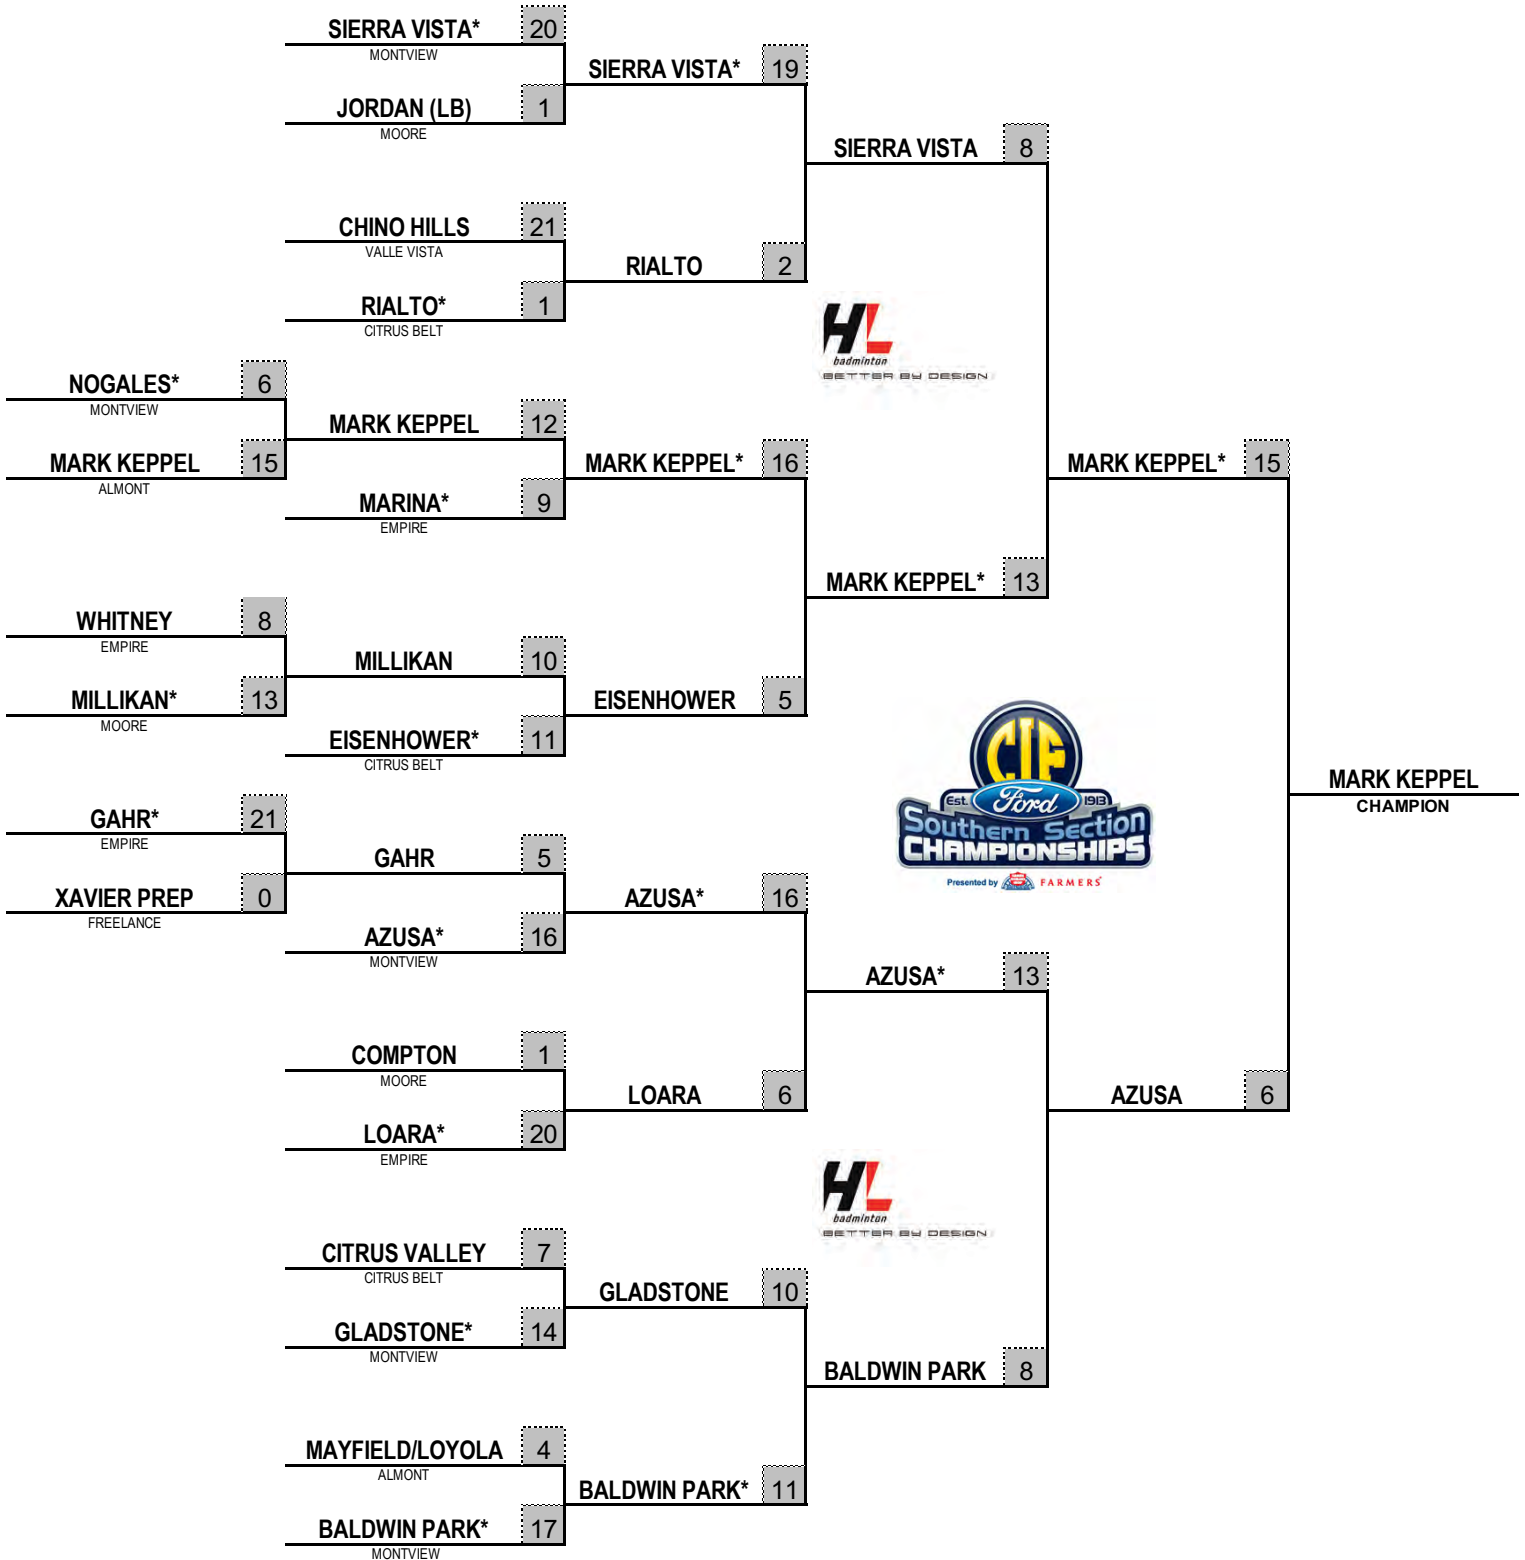 SIERRA VISTA* 20
MONTVIEW
SIERRA VISTA* 19
JORDAN (LB) 1
MOORE
SIERRA VISTA 8
CHINO HILLS 21
VALLE VISTA
RIALTO 2
RIALTO* 1
CITRUS BELT
HL
badminton
BETTER BY DESIGN
NOGALES* 6
MONTVIEW
MARK KEPPEL 12
MARK KEPPEL 15
ALMONT
MARK KEPPEL* 16
MARK KEPPEL* 15
MARINA* 9
EMPIRE
MARK KEPPEL* 13
WHITNEY 8
EMPIRE
MILLIKAN 10
MILLIKAN* 13
MOORE
EISENHOWER 5
EISENHOWER* 11
CITRUS BELT
CIF
Est. Ford 1913
Southern Section
CHAMPIONSHIPS
Presented by FARMERS
MARK KEPPEL
CHAMPION
GAHR* 21
EMPIRE
GAHR 5
XAVIER PREP 0
FREELANCE
AZUSA* 16
AZUSA* 16
MONTVIEW
AZUSA* 13
COMPTON 1
MOORE
LOARA 6
AZUSA 6
LOARA* 20
EMPIRE
HL
badminton
BETTER BY DESIGN
CITRUS VALLEY 7
CITRUS BELT
GLADSTONE 10
GLADSTONE* 14
MONTVIEW
BALDWIN PARK 8
MAYFIELD/LOYOLA 4
ALMONT
BALDWIN PARK* 11
BALDWIN PARK* 17
MONTVIEW